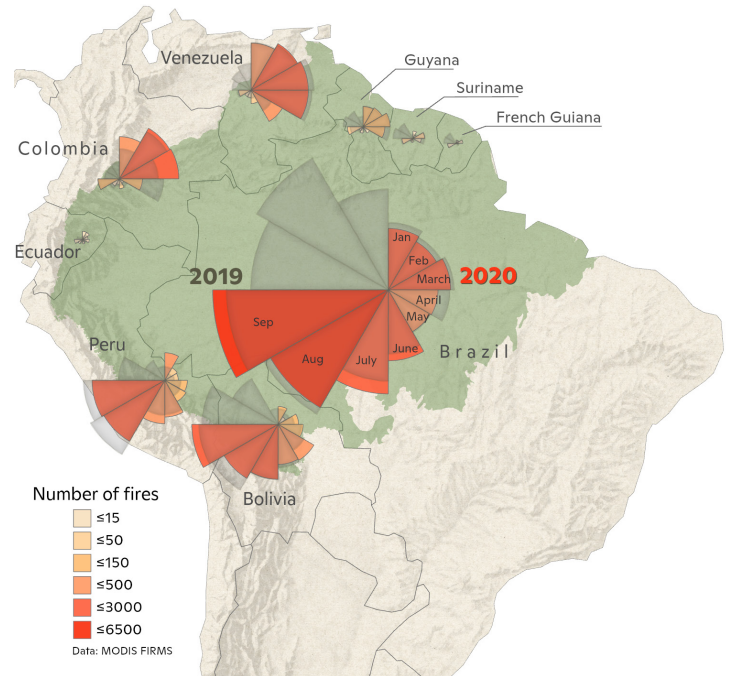 Venezuela
Guyana
Suriname
French Guiana
Colombia
Ecuador
2019
2020
Jan
Feb
March
April
May
June
July
Aug
Sep
Brazil
Peru
Bolivia
Number of fires
≤15
≤50
≤150
≤500
≤3000
≤6500
Data: MODIS FIRMS